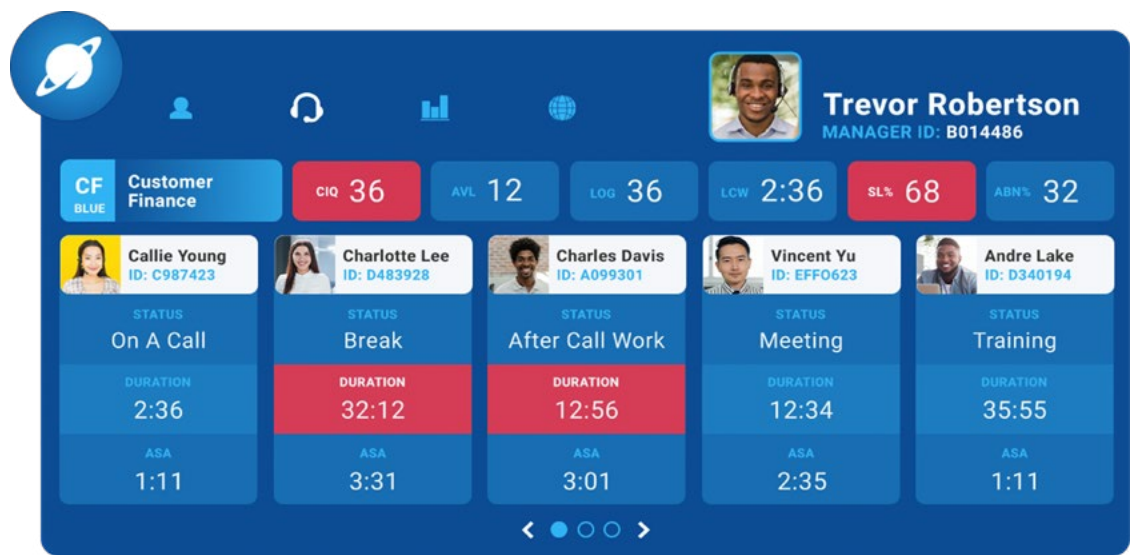 Trevor Robertson
MANAGER ID: B014486
CF BLUE Customer Finance
CIQ 36
AVL 12
LOG 36
LCW 2:36
SL% 68
ABN% 32
Callie Young
ID: C987423
STATUS
On A Call
DURATION
2:36
ASA
1:11
Charlotte Lee
ID: D483928
STATUS
Break
DURATION
32:12
ASA
3:31
Charles Davis
ID: A099301
STATUS
After Call Work
DURATION
12:56
ASA
3:01
Vincent Yu
ID: EFFO623
STATUS
Meeting
DURATION
12:34
ASA
2:35
Andre Lake
ID: D340194
STATUS
Training
DURATION
35:55
ASA
1:11